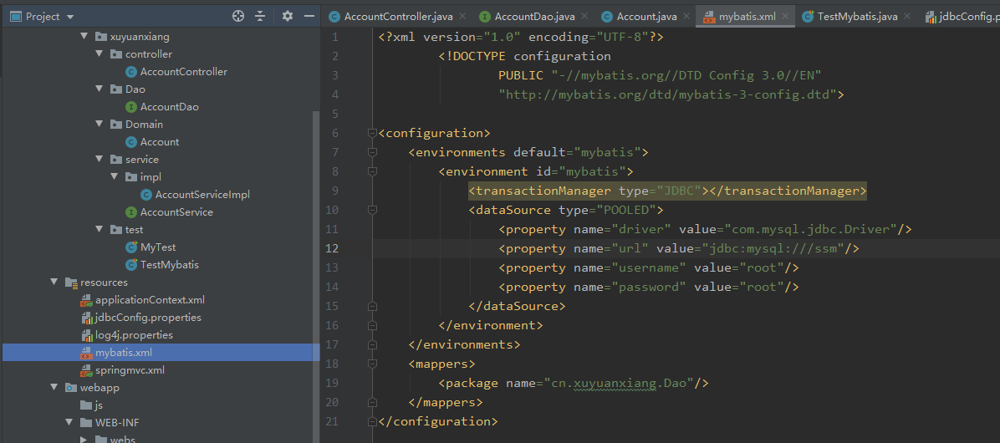 Project
xuyuanxiang
controller
AccountController
Dao
AccountDao
Domain
Account
service
impl
AccountServiceImpl
AccountService
test
MyTest
TestMybatis
resources
applicationContext.xml
jdbcConfig.properties
log4j.properties
mybatis.xml
springmvc.xml
webapp
js
WEB-INF
webs
AccountController.java
AccountDao.java
Account.java
mybatis.xml
TestMybatis.java
jdbcConfig.p
1 <?xml version="1.0" encoding="UTF-8"?>
2 <!DOCTYPE configuration
3 PUBLIC "-//mybatis.org//DTD Config 3.0//EN"
4 "http://mybatis.org/dtd/mybatis-3-config.dtd">
5
6 <configuration>
7 <environments default="mybatis">
8 <environment id="mybatis">
9 <transactionManager type="JDBC"></transactionManager>
10 <dataSource type="POOLED">
11 <property name="driver" value="com.mysql.jdbc.Driver"/>
12 <property name="url" value="jdbc:mysql:///ssm"/>
13 <property name="username" value="root"/>
14 <property name="password" value="root"/>
15 </dataSource>
16 </environment>
17 </environments>
18 <mappers>
19 <package name="cn.xuyuanxiang.Dao"/>
20 </mappers>
21 </configuration>